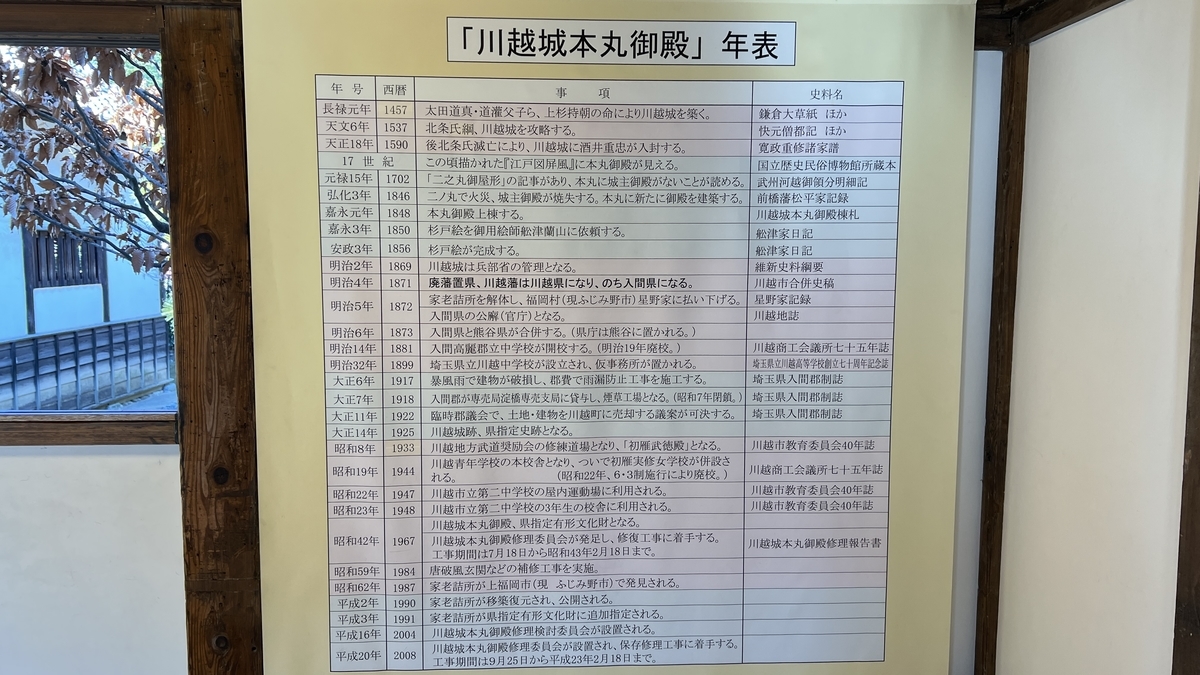 「川越城本丸御殿」年表
年号 西暦 事項 史料名
長禄元年 1457 太田道真・道灌父子ら、上杉持朝の命により川越城を築く。 鎌倉大草紙 ほか
天文6年 1537 北条氏綱、川越城を攻略する。 快元僧都記 ほか
天正18年 1590 後北条氏滅亡により、川越城に酒井重忠が入封する。 寛政重修諸家譜
17世紀 この頃描かれた『江戸図屏風』に本丸御殿が見える。 国立歴史民俗博物館所蔵本
元禄15年 1702 「二之丸御屋形」の記事があり、本丸に城主御殿がないことが読める。 武州河越御領分明細記
弘化3年 1846 二ノ丸で火災、城主御殿が焼失する。本丸に新たに御殿を建築する。 前橋藩松平家記録
嘉永元年 1848 本丸御殿上棟する。 川越城本丸御殿棟札
嘉永3年 1850 杉戸絵を御用絵師舩津蘭山に依頼する。 舩津家日記
安政3年 1856 杉戸絵が完成する。 舩津家日記
明治2年 1869 川越城は兵部省の管理となる。 維新史料綱要
明治4年 1871 廃藩置県、川越藩は川越県になり、のち入間県になる。 川越市合併史稿
明治5年 1872 家老詰所を解体し、福岡村(現ふじみ野市)星野家に払い下げる。 星野家記録
入間県の公廨(官庁)となる。 川越地誌
明治6年 1873 入間県と熊谷県が合併する。(県庁は熊谷に置かれる。)
明治14年 1881 入間高麗郡立中学校が開校する。(明治19年廃校。) 川越商工会議所七十五年誌
明治32年 1899 埼玉県立川越中学校が設立され、仮事務所が置かれる。 埼玉県立川越高等学校創立七十周年記念誌
大正6年 1917 暴風雨で建物が破損し、郡費で雨漏防止工事を施工する。 埼玉県入間郡制誌
大正7年 1918 入間郡が専売局淀橋専売支局に貸与し、煙草工場となる。(昭和7年閉鎖。) 埼玉県入間郡制誌
大正11年 1922 臨時郡議会で、土地・建物を川越町に売却する議案が可決する。 埼玉県入間郡制誌
大正14年 1925 川越城跡、県指定史跡となる。
昭和8年 1933 川越地方武道奨励会の修練道場となり、「初雁武徳殿」となる。 川越市教育委員会40年誌
昭和19年 1944 川越青年学校の本校舎となり、ついで初雁実修女学校が併設さ 川越商工会議所七十五年誌
れる。 (昭和22年、6・3制施行により廃校。)
昭和22年 1947 川越市立第二中学校の屋内運動場に利用される。 川越市教育委員会40年誌
昭和23年 1948 川越市立第二中学校の3年生の校舎に利用される。 川越市教育委員会40年誌
昭和42年 1967 川越城本丸御殿、県指定有形文化財となる。
川越城本丸御殿修理委員会が発足し、修復工事に着手する。 川越城本丸御殿修理報告書
工事期間は7月18日から昭和43年2月18日まで。
昭和59年 1984 唐破風玄関などの補修工事を実施。
昭和62年 1987 家老詰所が上福岡市(現 ふじみ野市)で発見される。
平成2年 1990 家老詰所が移築復元され、公開される。
平成3年 1991 家老詰所が県指定有形文化財に追加指定される。
平成16年 2004 川越城本丸御殿修理検討委員会が設置される。
平成20年 2008 川越城本丸御殿修理委員会が設置され、保存修理工事に着手する。
工事期間は9月25日から平成23年2月18日まで。